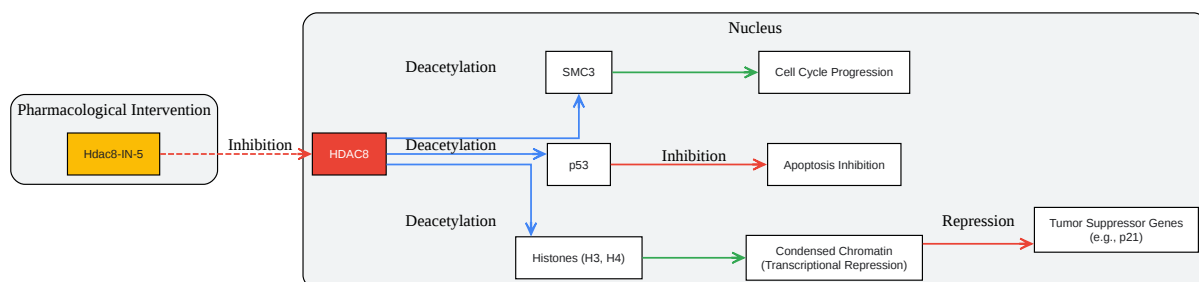 Nucleus
Deacetylation
SMC3
Cell Cycle Progression
Pharmacological Intervention
Hdac8-IN-5
Inhibition
HDAC8
Deacetylation
p53
Inhibition
Apoptosis Inhibition
Deacetylation
Histones (H3, H4)
Condensed Chromatin
(Transcriptional Repression)
Repression
Tumor Suppressor Genes
(e.g., p21)